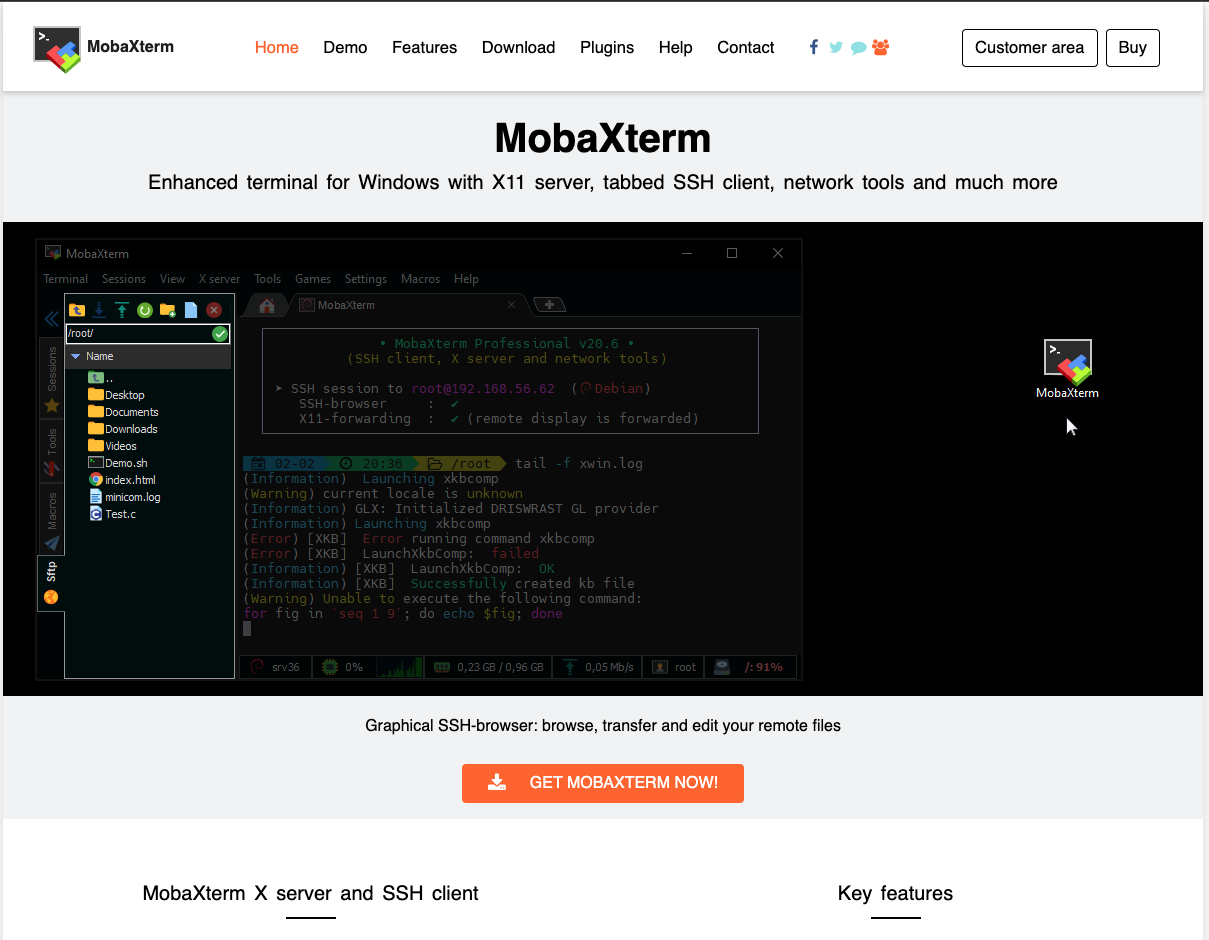 MobaXterm
Home Demo Features Download Plugins Help Contact
Customer area Buy
MobaXterm
Enhanced terminal for Windows with X11 server, tabbed SSH client, network tools and much more
MobaXterm
Terminal Sessions View X server Tools Games Settings Macros Help
MobaXterm
/root/
Name
..
Desktop
Documents
Downloads
Videos
Demo.sh
index.html
minicom.log
Test.c
Sessions
Tools
Macros
Sftp
• MobaXterm Professional v20.6 •
(SSH client, X server and network tools)
➤ SSH session to root@192.168.56.62 (Debian)
SSH-browser : ✔
X11-forwarding : ✔ (remote display is forwarded)
02-02 20:36 /root tail -f xwin.log
(Information) Launching xkbcomp
(Warning) current locale is unknown
(Information) GLX: Initialized DRISWRAST GL provider
(Information) Launching xkbcomp
(Error) [XKB] Error running command xkbcomp
(Error) [XKB] LaunchXkbComp: failed
(Information) [XKB] LaunchXkbComp: OK
(Information) [XKB] Successfully created kb file
(Warning) Unable to execute the following command:
for fig in `seq 1 9`; do echo $fig; done
srv36 0% 0,23 GB / 0,96 GB 0,05 Mb/s root /: 91%
MobaXterm
Graphical SSH-browser: browse, transfer and edit your remote files
GET MOBAXTERM NOW!
MobaXterm X server and SSH client
Key features